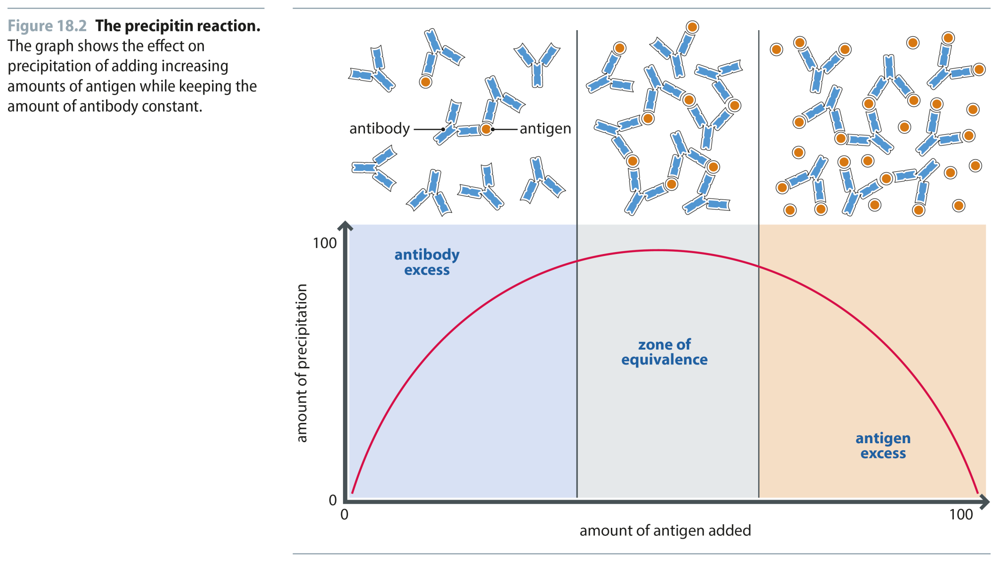 Figure 18.2 The precipitin reaction.
The graph shows the effect on
precipitation of adding increasing
amounts of antigen while keeping the
amount of antibody constant.
antibody
antigen
100
antibody
excess
zone of
equivalence
antigen
excess
amount of precipitation
0
0
100
amount of antigen added